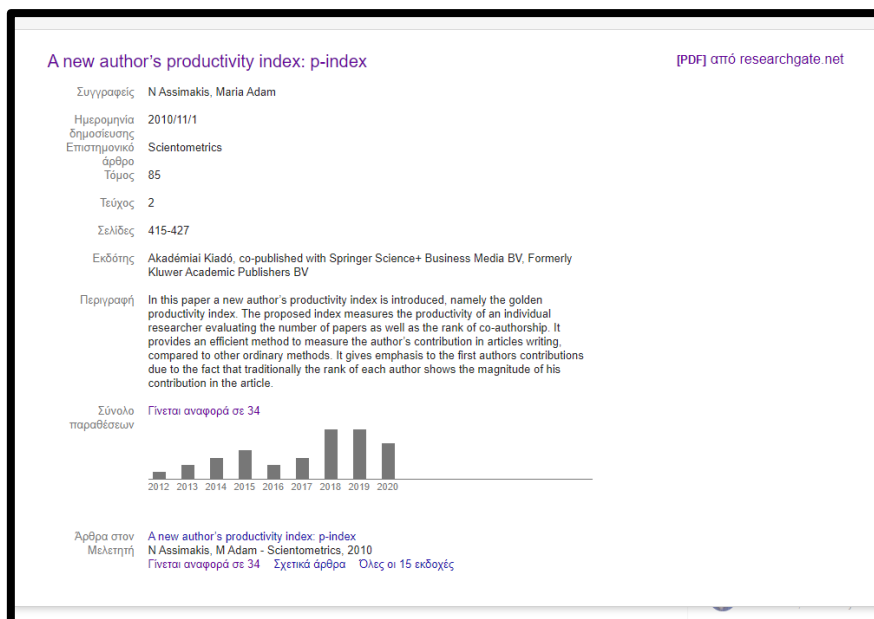 A new author's productivity index: p-index
[PDF] από researchgate.net
Συγγραφείς N Assimakis, Maria Adam
Ημερομηνία δημοσίευσης 2010/11/1
Επιστημονικό άρθρο Scientometrics
Τόμος 85
Τεύχος 2
Σελίδες 415-427
Εκδότης Akadémiai Kiadó, co-published with Springer Science+ Business Media BV, Formerly
Kluwer Academic Publishers BV
Περιγραφή In this paper a new author's productivity index is introduced, namely the golden
productivity index. The proposed index measures the productivity of an individual
researcher evaluating the number of papers as well as the rank of co-authorship. It
provides an efficient method to measure the author's contribution in articles writing,
compared to other ordinary methods. It gives emphasis to the first authors contributions
due to the fact that traditionally the rank of each author shows the magnitude of his
contribution in the article.
Σύνολο παραθέσεων Γίνεται αναφορά σε 34
2012 2013 2014 2015 2016 2017 2018 2019 2020
Άρθρα στον Μελετητή A new author's productivity index: p-index
N Assimakis, M Adam - Scientometrics, 2010
Γίνεται αναφορά σε 34 Σχετικά άρθρα Όλες οι 15 εκδοχές